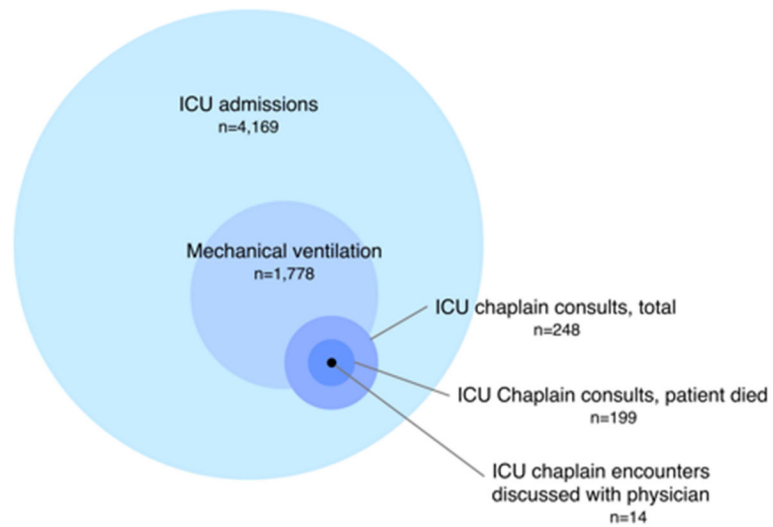 ICU admissions
n=4,169
Mechanical ventilation
n=1,778
ICU chaplain consults, total
n=248
ICU Chaplain consults, patient died
n=199
ICU chaplain encounters
discussed with physician
n=14